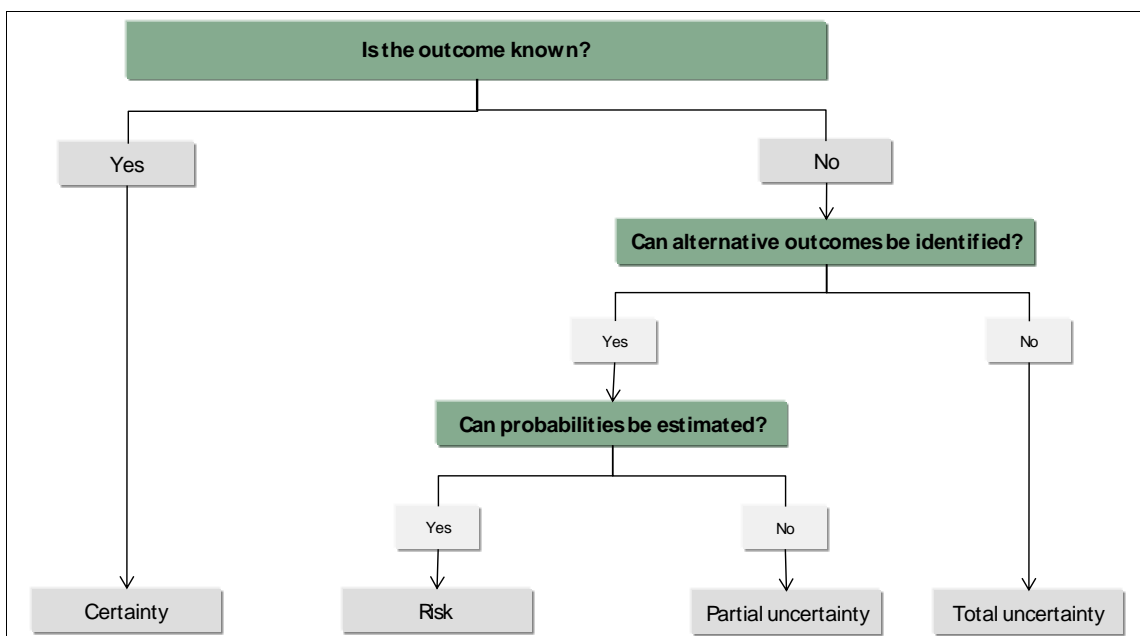 Is the outcome known?
Yes
No
Can alternative outcomes be identified?
Yes
No
Can probabilities be estimated?
Yes
No
Certainty
Risk
Partial uncertainty
Total uncertainty